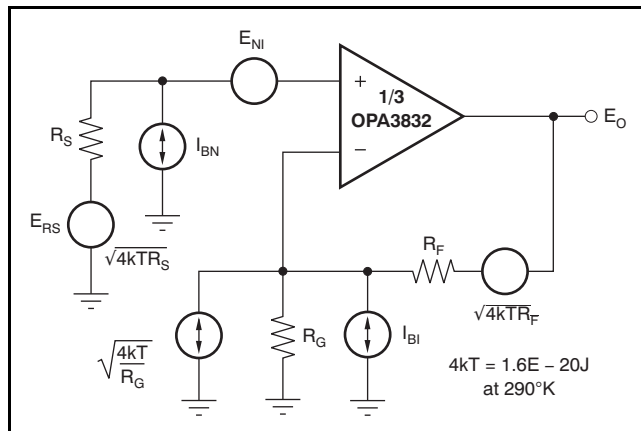 E_NI
1/3
OPA3832
+
−
E_O
R_S
I_BN
E_RS
√4kTR_S
R_F
√4kTR_F
√4kT/R_G
R_G
I_BI
4kT = 1.6E – 20J
at 290°K